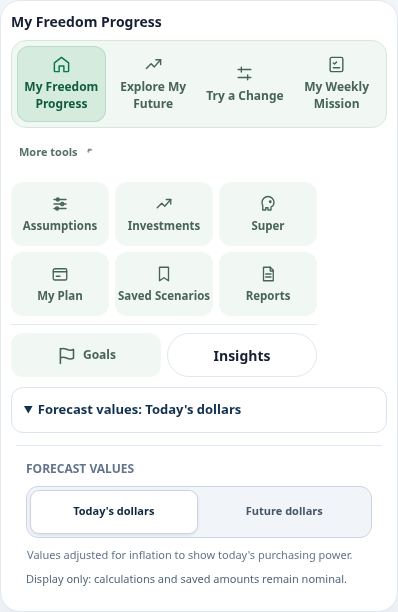 My Freedom Progress
My Freedom
Progress
Explore My
Future
Try a Change
My Weekly
Mission
More tools
Assumptions
Investments
Super
My Plan
Saved Scenarios
Reports
Goals
Insights
Forecast values: Today's dollars
FORECAST VALUES
Today's dollars
Future dollars
Values adjusted for inflation to show today's purchasing power.
Display only: calculations and saved amounts remain nominal.